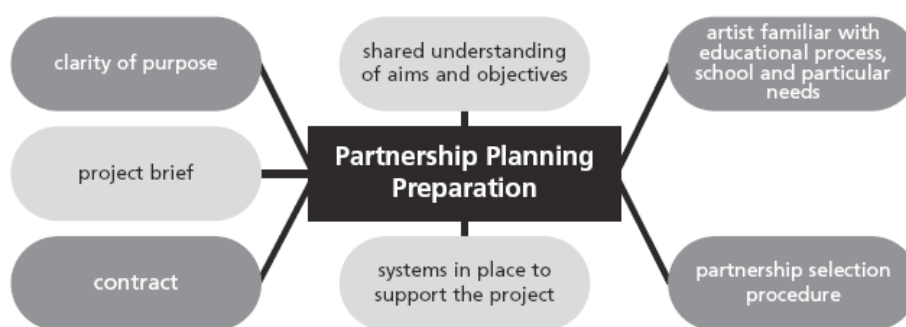 clarity of purpose
shared understanding
of aims and objectives
artist familiar with
educational process,
school and particular
needs
project brief
Partnership Planning
Preparation
contract
systems in place to
support the project
partnership selection
procedure